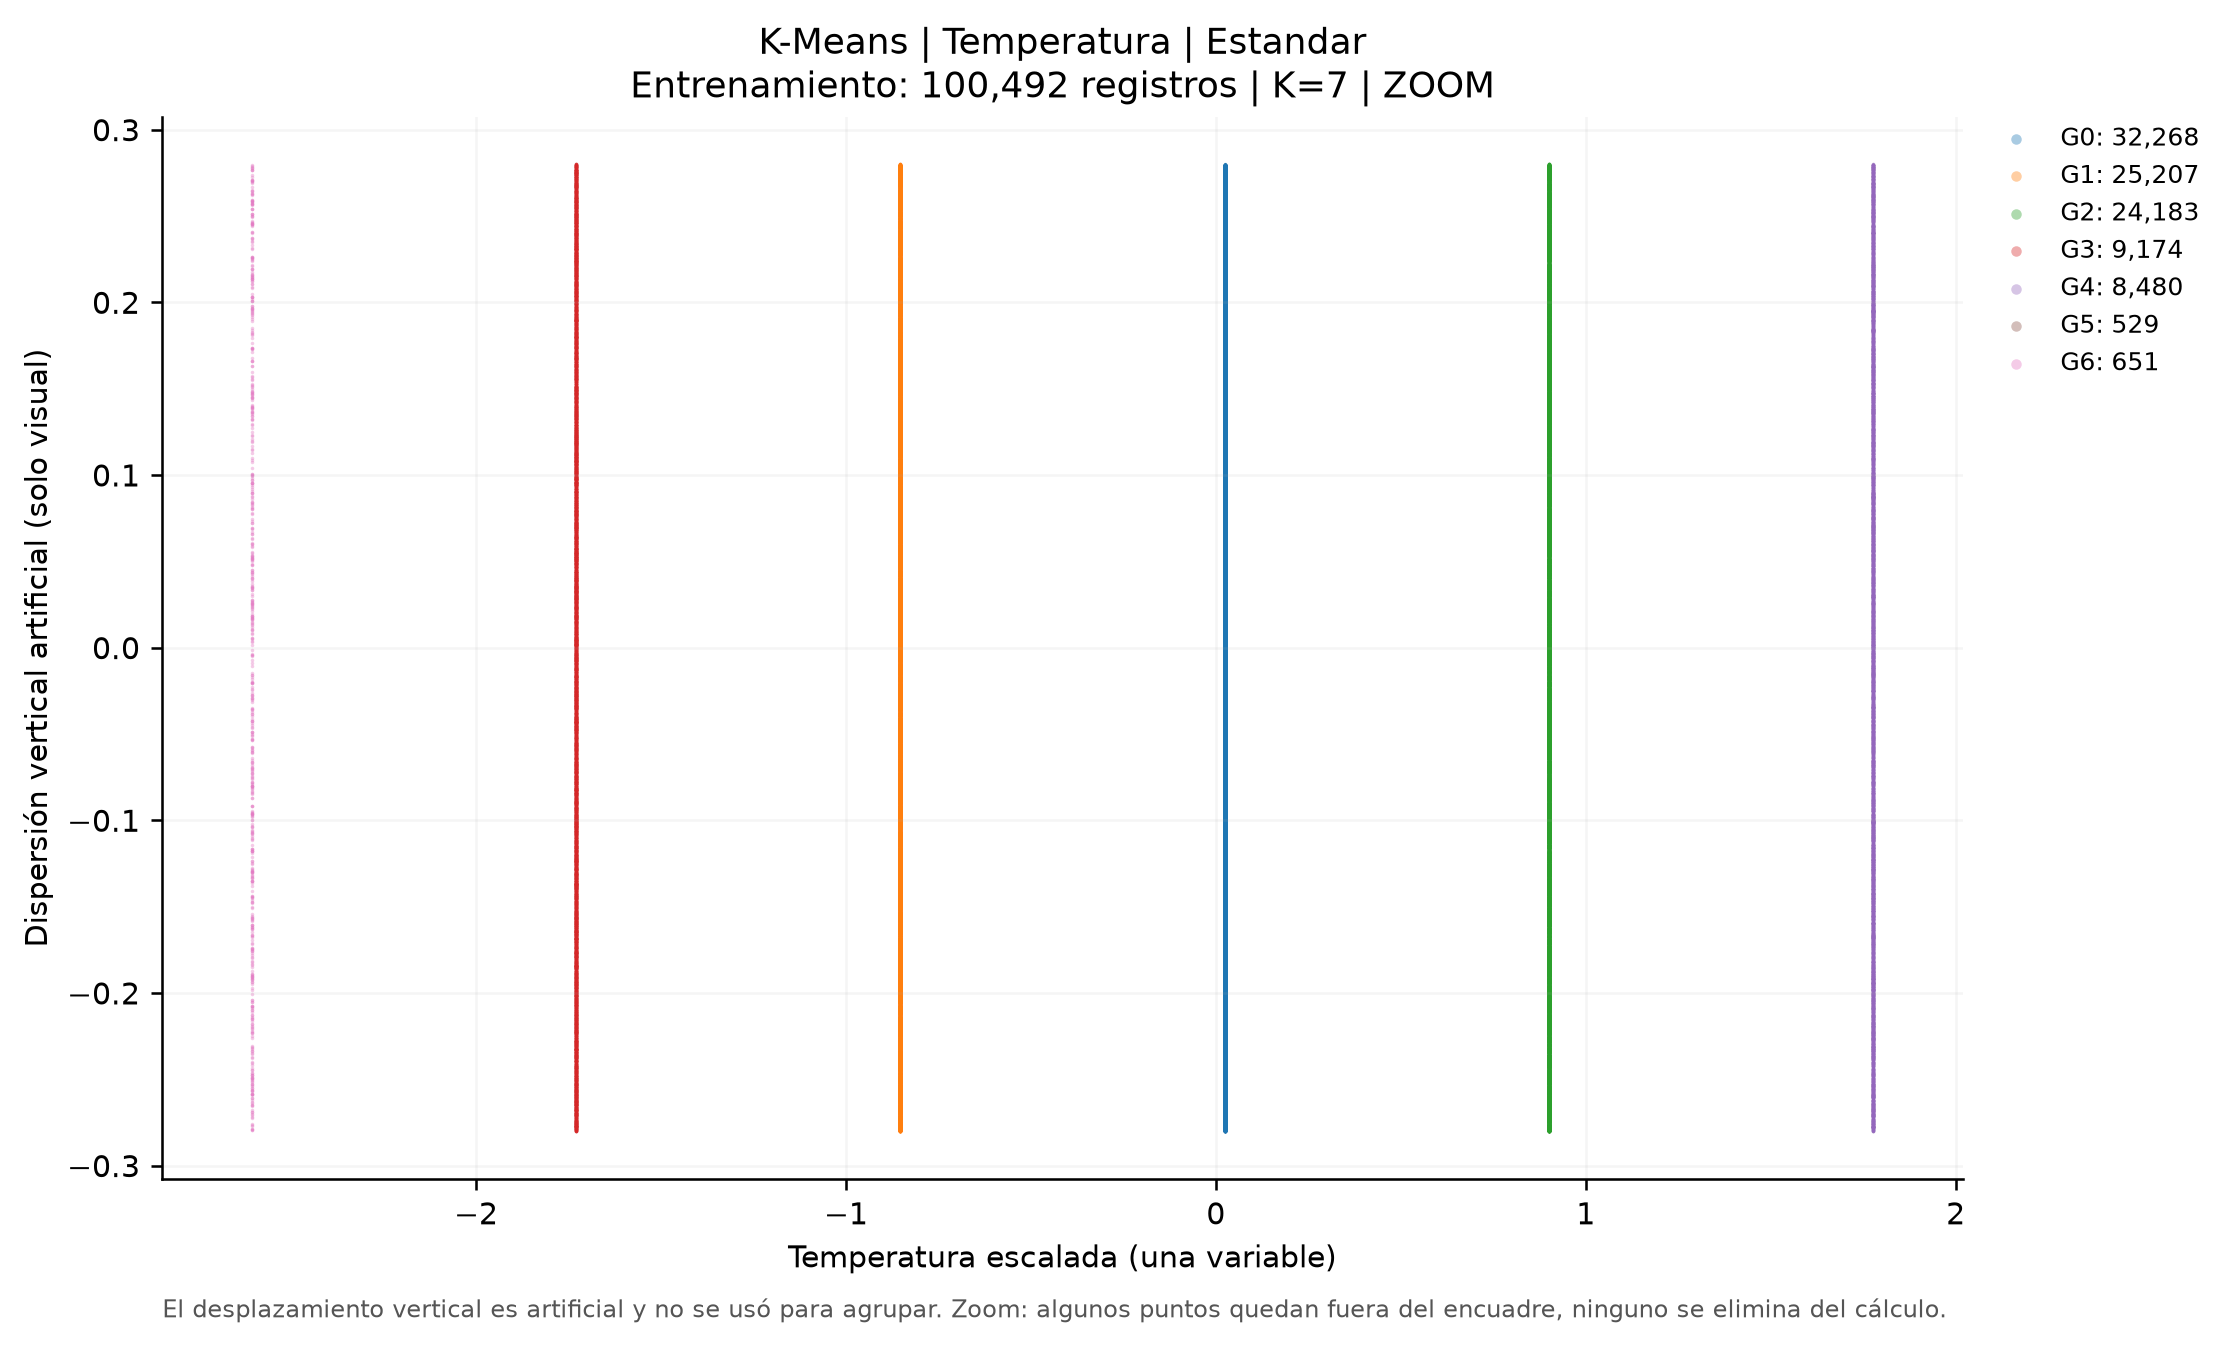 K-Means | Temperatura | Estandar
Entrenamiento: 100,492 registros | K=7 | ZOOM
0.3
0.2
0.1
0.0
−0.1
−0.2
−0.3
Dispersión vertical artificial (solo visual)
−2
−1
0
1
2
Temperatura escalada (una variable)
G0: 32,268
G1: 25,207
G2: 24,183
G3: 9,174
G4: 8,480
G5: 529
G6: 651
El desplazamiento vertical es artificial y no se usó para agrupar. Zoom: algunos puntos quedan fuera del encuadre, ninguno se elimina del cálculo.